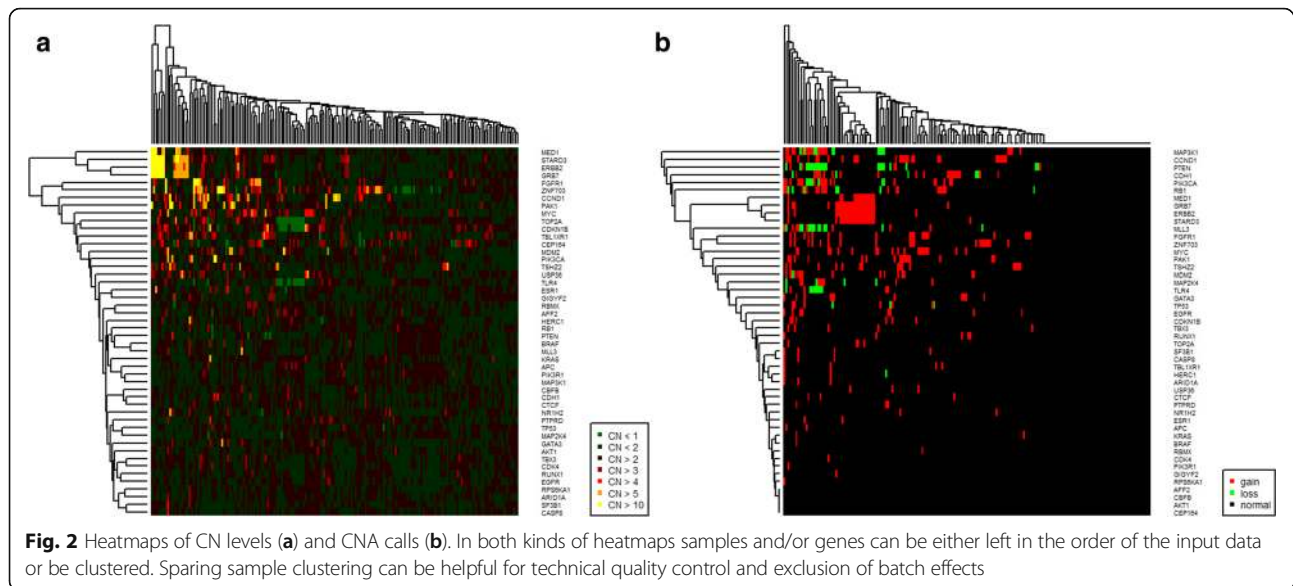 a
MED1
STARD3
ERBB2
GRB7
FGFR1
ZNF703
CCND1
PAK1
MYC
TOP2A
CDKN1B
TBL1XR1
CEP164
MDM2
PIK3CA
TSHZ2
USP36
TLR4
ESR1
GIGYF2
RBMX
AFF2
HERC1
RB1
PTEN
BRAF
MLL3
KRAS
APC
PIK3R1
MAP3K1
CBFB
CDH1
CTCF
NR1H2
PTPRD
TP53
MAP2K4
GATA3
AKT1
TBX3
CDK4
RUNX1
EGFR
RPS6KA1
ARID1A
SF3B1
CASP8
CN < 1
CN < 2
CN > 2
CN > 3
CN > 4
CN > 5
CN > 10
b
MAP3K1
CCND1
PTEN
CDH1
PIK3CA
RB1
MED1
GRB7
ERBB2
STARD3
MLL3
FGFR1
ZNF703
MYC
PAK1
TSHZ2
MDM2
MAP2K4
TLR4
GATA3
TP53
EGFR
CDKN1B
TBX3
RUNX1
TOP2A
SF3B1
CASP8
TBL1XR1
HERC1
ARID1A
USP36
CTCF
PTPRD
NR1H2
ESR1
APC
KRAS
BRAF
RBMX
CDK4
PIK3R1
GIGYF2
RPS6KA1
AFF2
CBFB
AKT1
CEP164
gain
loss
normal
Fig. 2 Heatmaps of CN levels (a) and CNA calls (b). In both kinds of heatmaps samples and/or genes can be either left in the order of the input data
or be clustered. Sparing sample clustering can be helpful for technical quality control and exclusion of batch effects